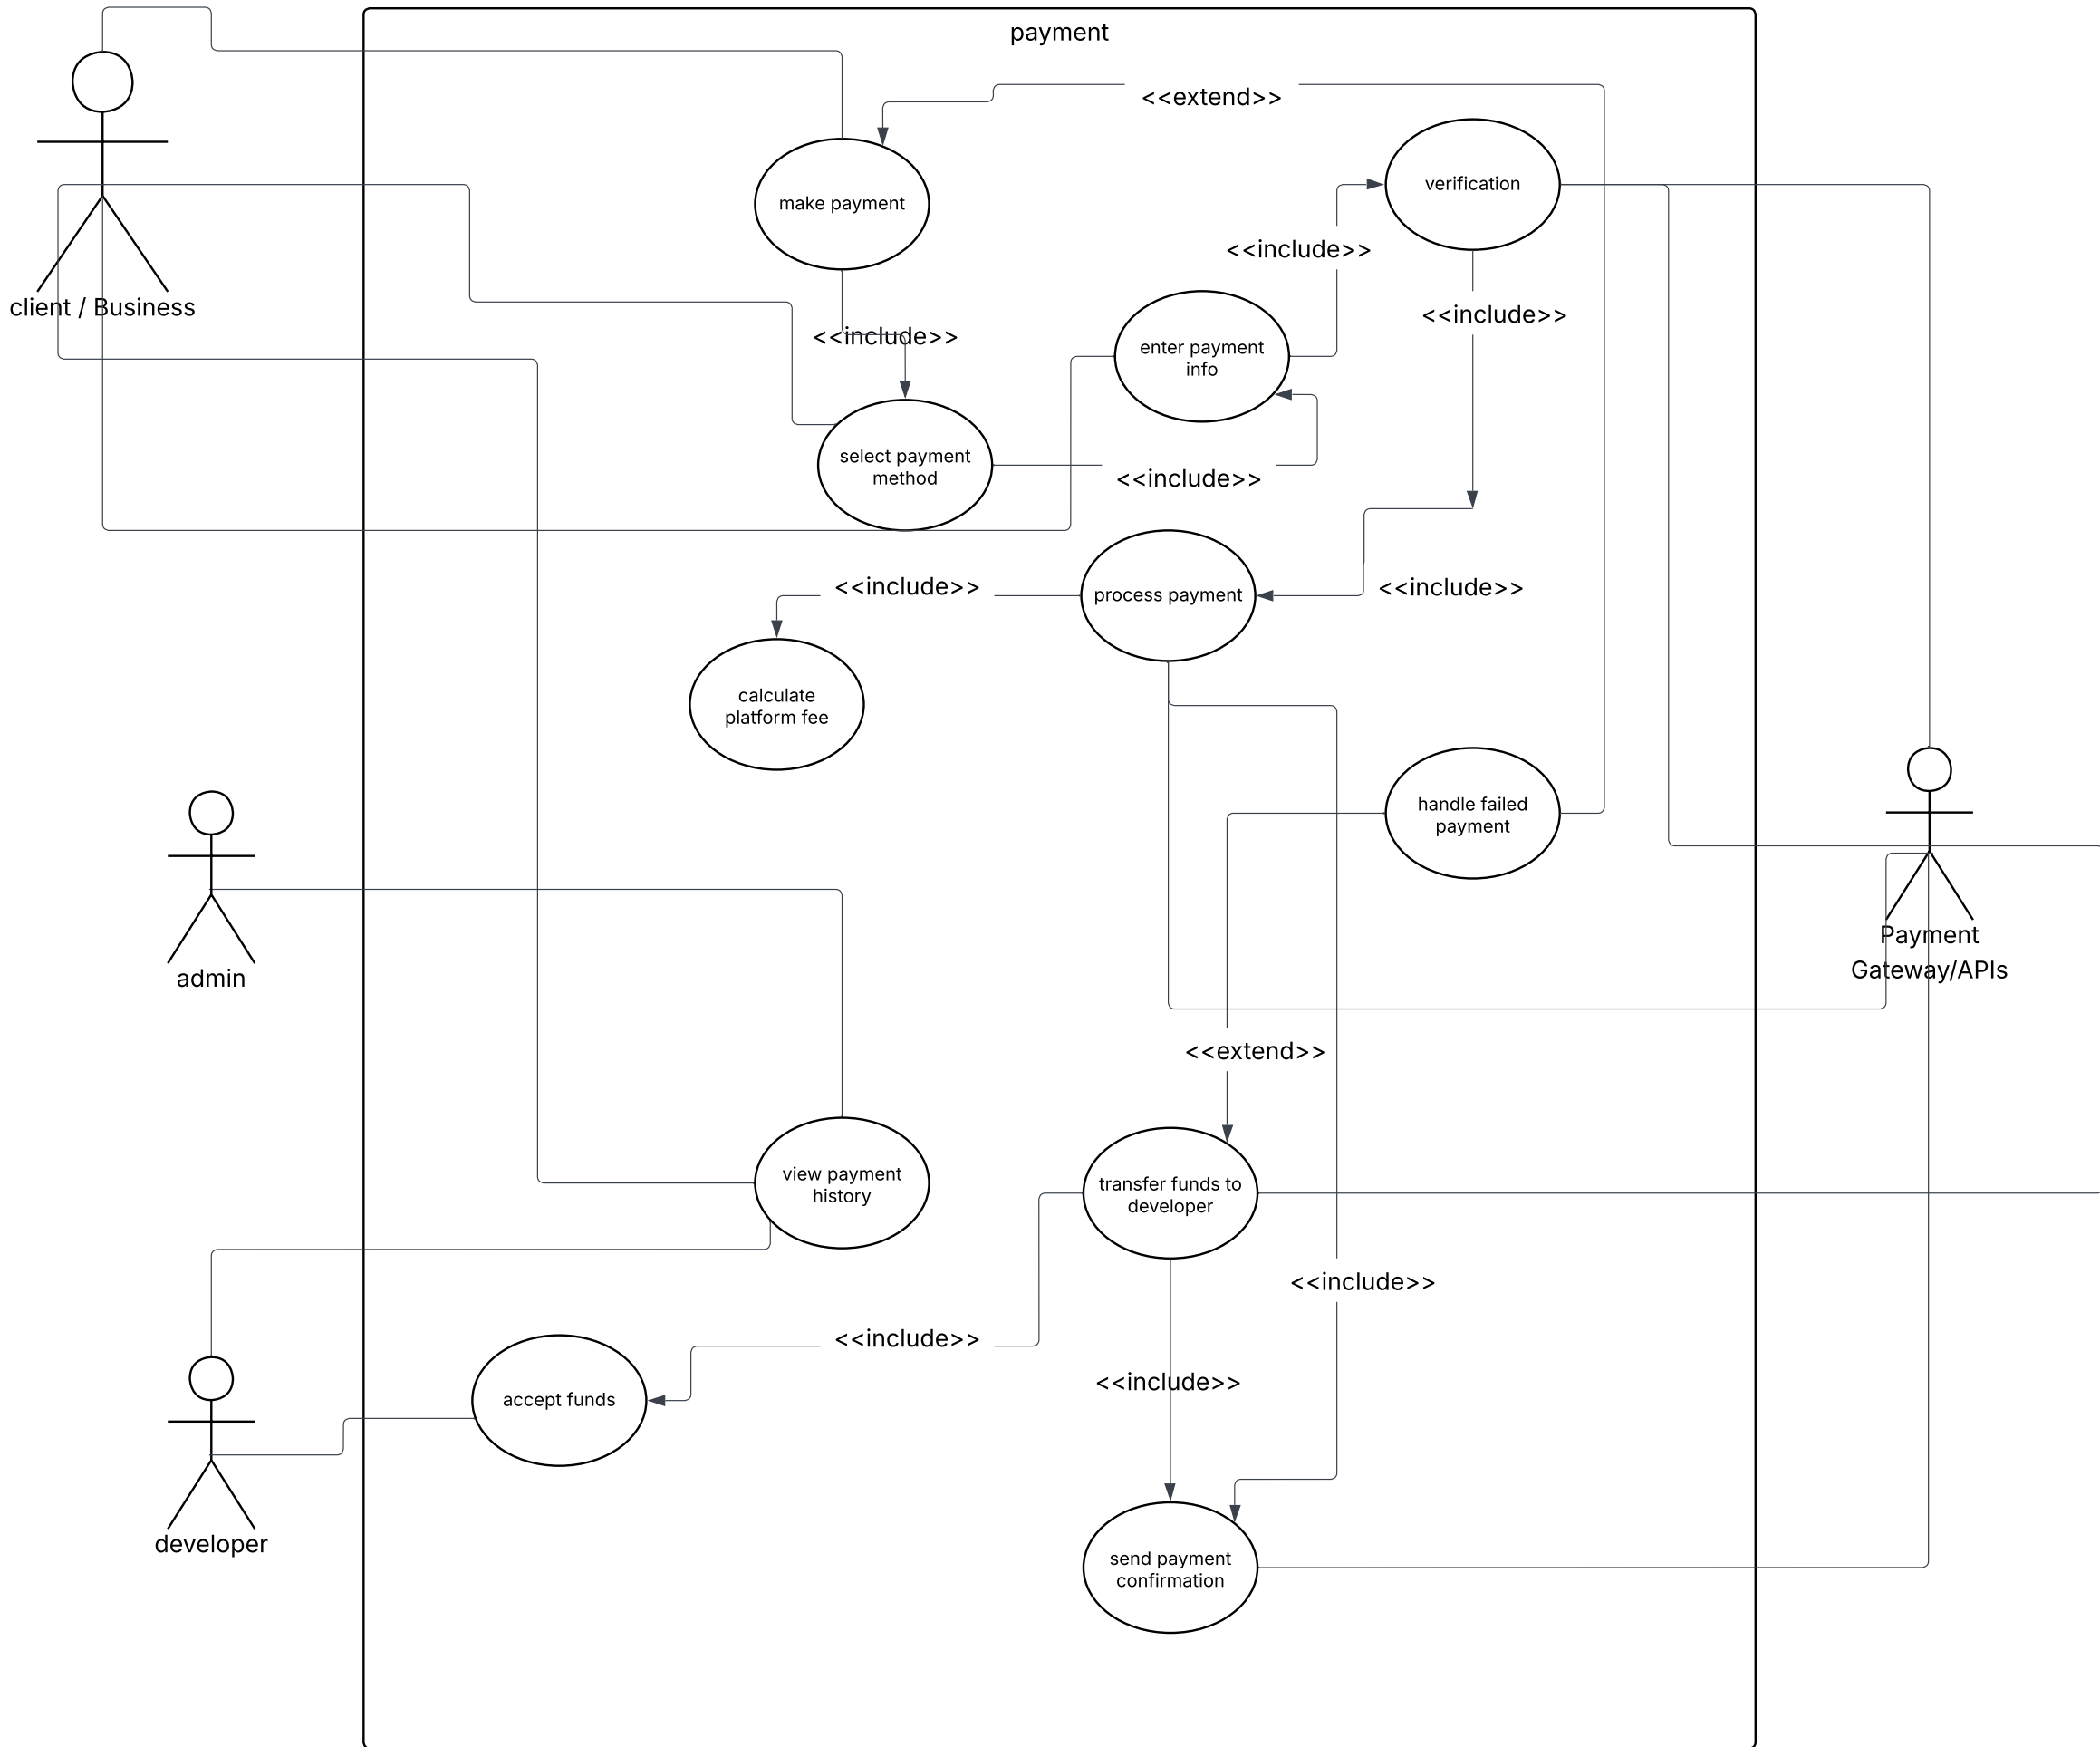 payment
<<extend>>
verification
make payment
<<include>>
client / Business
<<include>>
<<include>>
enter payment
info
select payment
method
<<include>>
<<include>>
process payment
<<include>>
calculate
platform fee
handle failed
payment
Payment
Gateway/APIs
admin
<<extend>>
view payment
history
transfer funds to
developer
<<include>>
<<include>>
<<include>>
accept funds
developer
send payment
confirmation